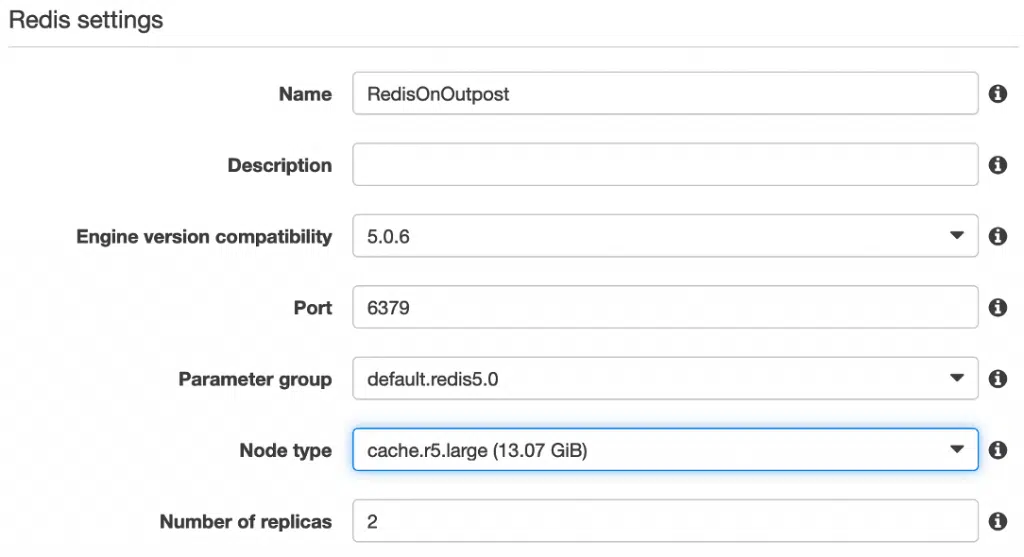 Redis settings
Name RedisOnOutpost
Description
Engine version compatibility 5.0.6
Port 6379
Parameter group default.redis5.0
Node type cache.r5.large (13.07 GiB)
Number of replicas 2